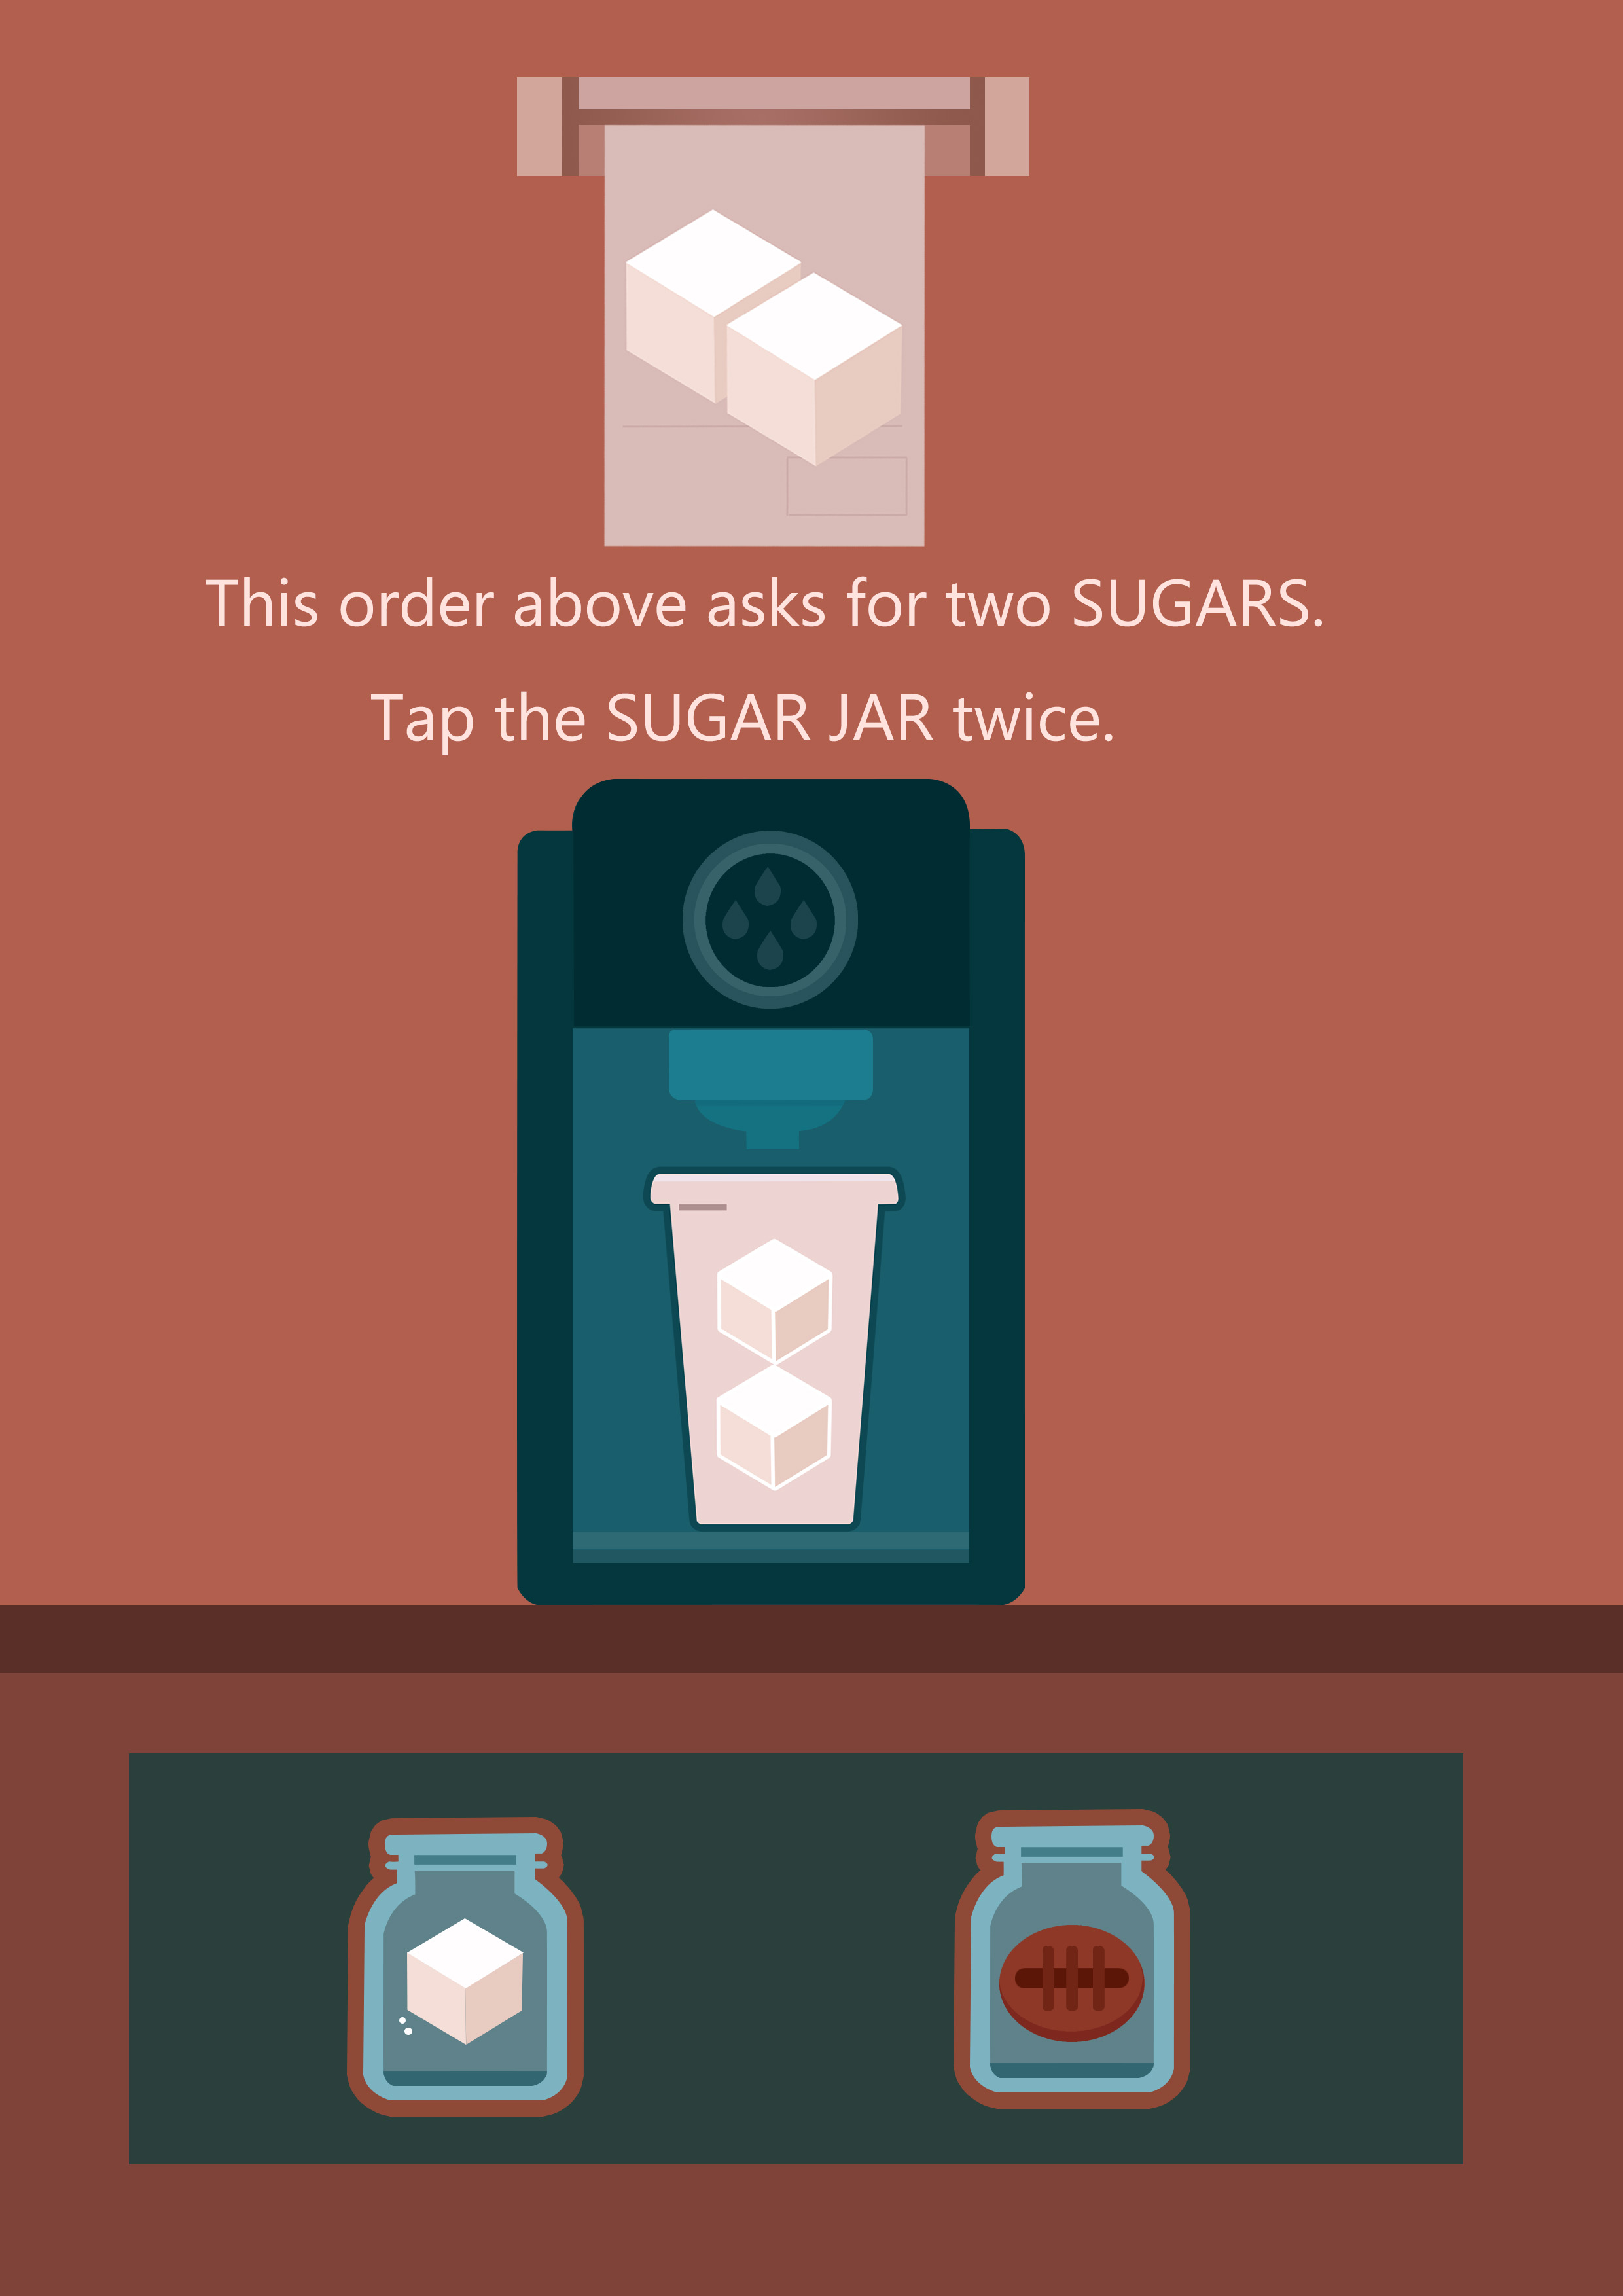 This order above asks for two SUGARS.
Tap the SUGAR JAR twice.